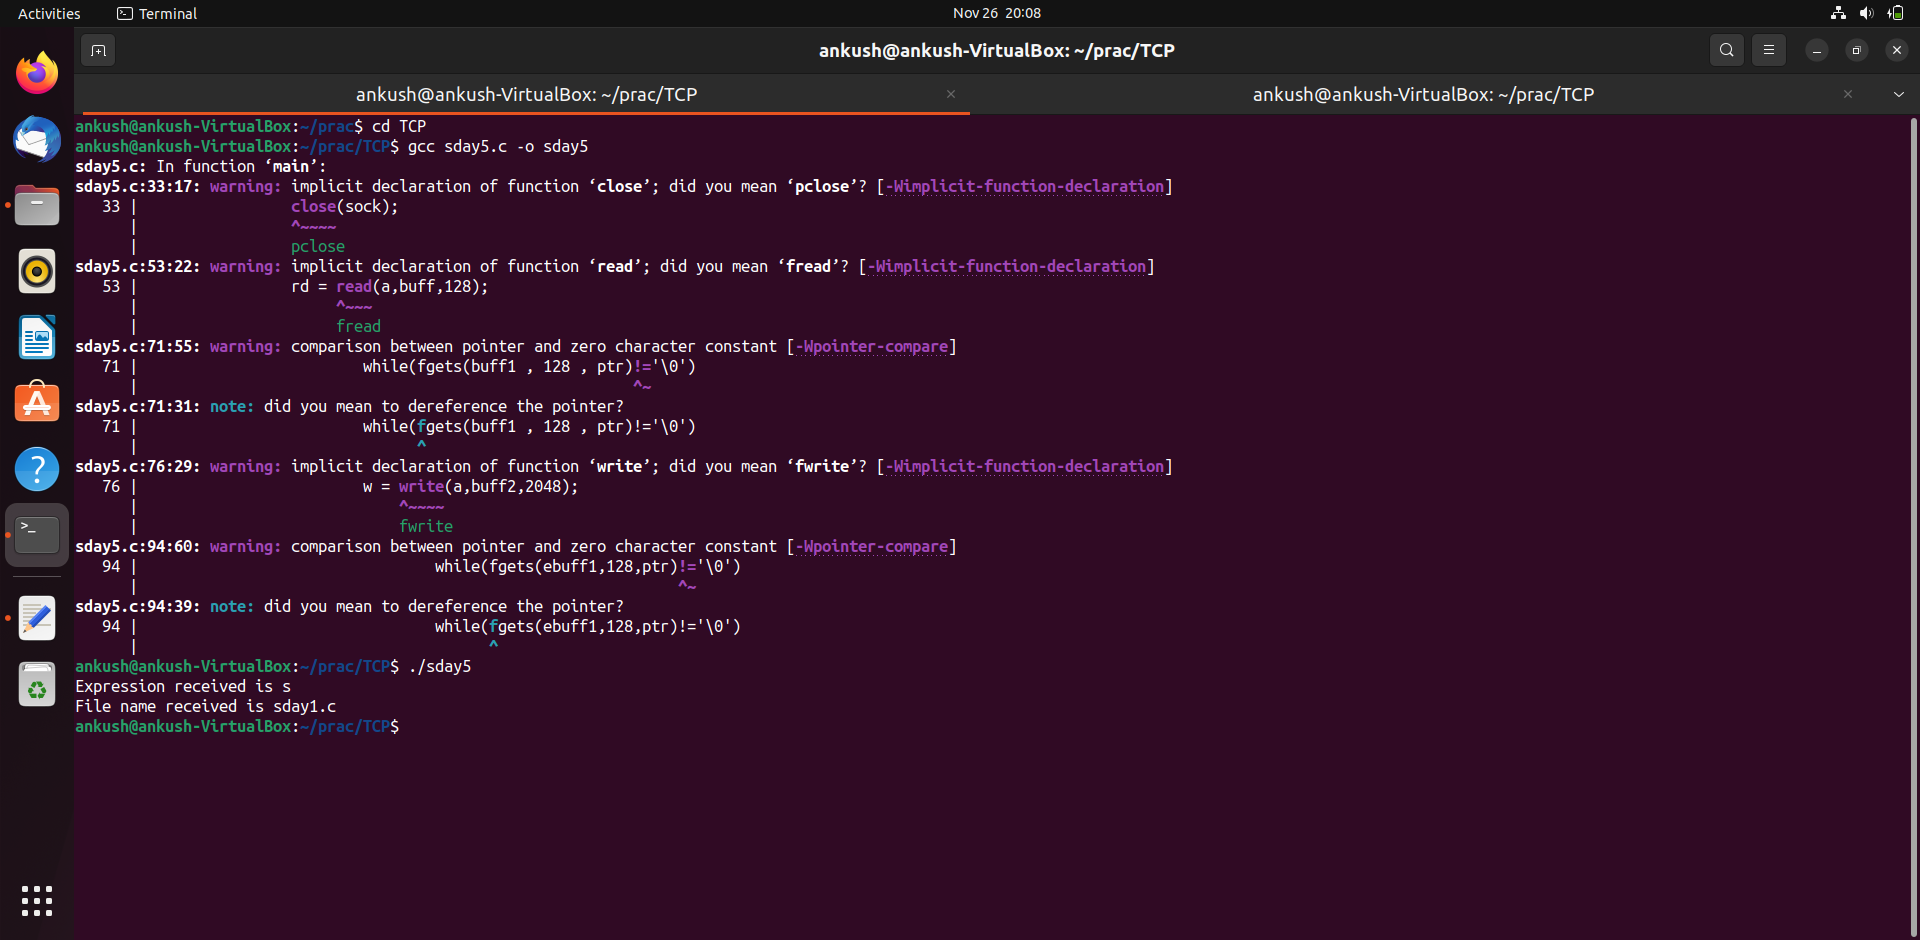 Activities
Terminal
Nov 26 20:08
ankush@ankush-VirtualBox: ~/prac/TCP
ankush@ankush-VirtualBox: ~/prac/TCP
ankush@ankush-VirtualBox: ~/prac/TCP
ankush@ankush-VirtualBox:~/prac$ cd TCP
ankush@ankush-VirtualBox:~/prac/TCP$ gcc sday5.c -o sday5
sday5.c: In function ‘main’:
sday5.c:33:17: warning: implicit declaration of function ‘close’; did you mean ‘pclose’? [-Wimplicit-function-declaration]
   33 |                 close(sock);
      |                 ^~~~~
      |                 pclose
sday5.c:53:22: warning: implicit declaration of function ‘read’; did you mean ‘fread’? [-Wimplicit-function-declaration]
   53 |                 rd = read(a,buff,128);
      |                      ^~~~
      |                      fread
sday5.c:71:55: warning: comparison between pointer and zero character constant [-Wpointer-compare]
   71 |                         while(fgets(buff1 , 128 , ptr)!='\0')
      |                                                       ^~
sday5.c:71:31: note: did you mean to dereference the pointer?
   71 |                         while(fgets(buff1 , 128 , ptr)!='\0')
      |                               ^
sday5.c:76:29: warning: implicit declaration of function ‘write’; did you mean ‘fwrite’? [-Wimplicit-function-declaration]
   76 |                         w = write(a,buff2,2048);
      |                             ^~~~~
      |                             fwrite
sday5.c:94:60: warning: comparison between pointer and zero character constant [-Wpointer-compare]
   94 |                                 while(fgets(ebuff1,128,ptr)!='\0')
      |                                                            ^~
sday5.c:94:39: note: did you mean to dereference the pointer?
   94 |                                 while(fgets(ebuff1,128,ptr)!='\0')
      |                                       ^
ankush@ankush-VirtualBox:~/prac/TCP$ ./sday5
Expression received is s
File name received is sday1.c
ankush@ankush-VirtualBox:~/prac/TCP$